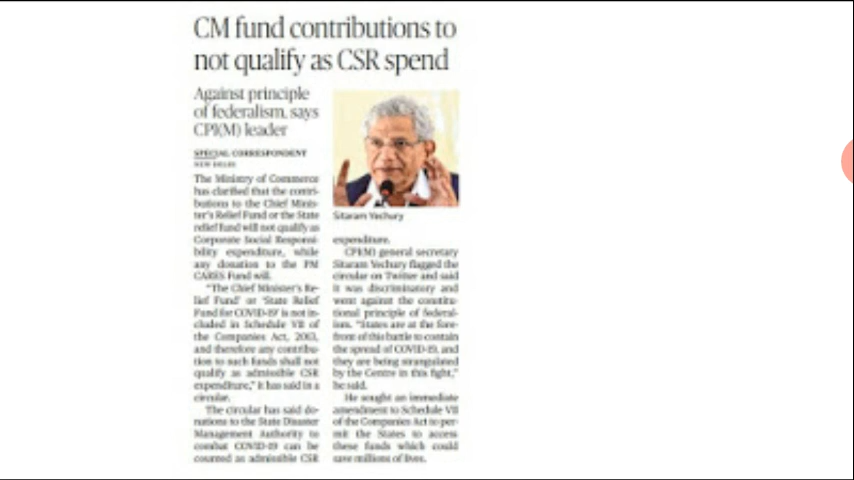 CM fund contributions to
not qualify as CSR spend
Against principle
of federalism, says
CPI(M) leader
SPECIAL CORRESPONDENT
NEW DELHI
The Ministry of Commerce
has clarified that the contri-
butions to the Chief Minis-
ter's Relief Fund or the State
relief fund will not qualify as
Corporate Social Responsi-
bility expenditure, while
any donation to the PM
CARES Fund will.
"The Chief Minister's Re-
lief Fund' or 'State Relief
Fund for COVID-19' is not in-
cluded in Schedule VII of
the Companies Act, 2013,
and therefore any contribu-
tion to such funds shall not
qualify as admissible CSR
expenditure," it has said in a
circular.
The circular has said do-
nations to the State Disaster
Management Authority to
combat COVID-19 can be
counted as admissible CSR
Sitaram Yechury
expenditure.
CPI(M) general secretary
Sitaram Yechury flagged the
circular on Twitter and said
it was discriminatory and
went against the constitu-
tional principle of federal-
ism. "States are at the fore-
front of this battle to contain
the spread of COVID-19, and
they are being strangulated
by the Centre in this fight,"
he said.
He sought an immediate
amendment to Schedule VII
of the Companies Act to per-
mit the States to access
these funds which could
save millions of lives.